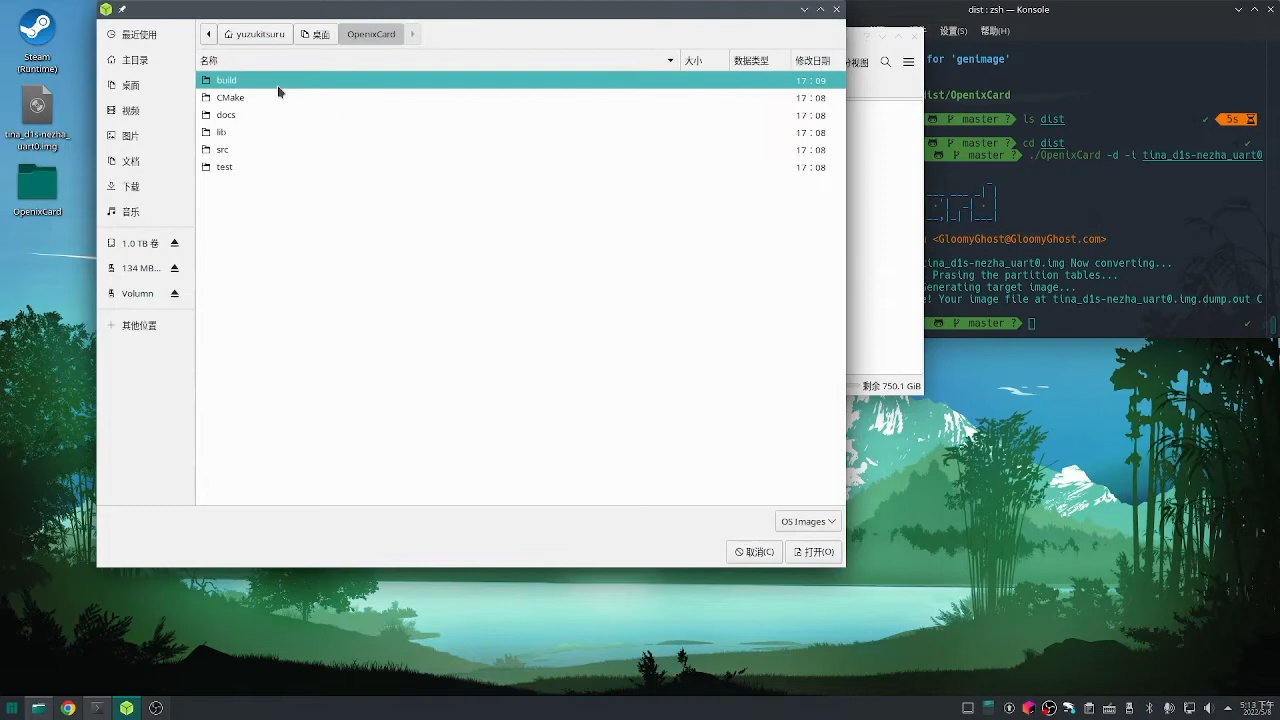 Steam
(Runtime)
tina_d1s-nezha_
uart0.img
OpenixCard
最近使用
主目录
桌面
视频
图片
文档
下载
音乐
1.0 TB 卷
134 MB...
Volumn
其他位置
yuzukitsuru
桌面
OpenixCard
名称
大小
数据类型
修改日期
build 17：09
CMake 17：08
docs 17：08
lib 17：08
src 17：08
test 17：08
OS Images
取消(C)
打开(O)
剩余 750.1 GiB
dist : zsh — Konsole
设置(S) 帮助(H)
for 'genimage'
dist/OpenixCard
master ? ls dist ✓ 5s
master ? cd dist ✓
master ? ./OpenixCard -d -i tina_d1s-nezha_uart0
<GloomyGhost@GloomyGhost.com>
tina_d1s-nezha_uart0.img Now converting...
Prasing the partition tables...
Generating target image...
e! Your image file at tina_d1s-nezha_uart0.img.dump.out C
master ? ✓
5:13 下午